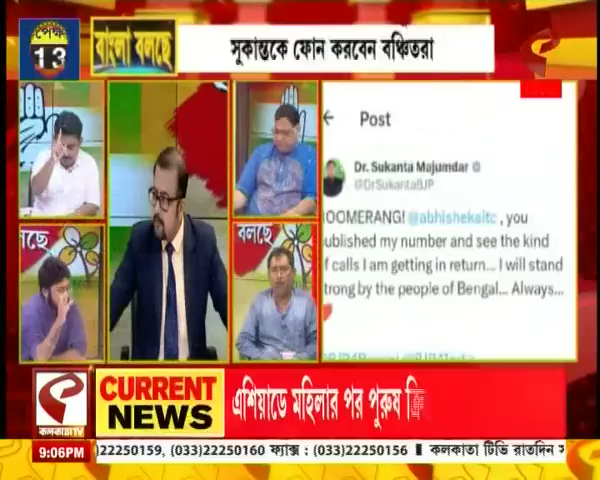 পেজ
13
বাংলা বলছে
সুকান্তকে ফোন করবেন বঞ্চিতরা
Post
Dr. Sukanta Majumdar
@DrSukantaBJP
OOMERANG! @abhishekaitc , you
ublished my number and see the kind
f calls I am getting in return... I will stand
trong by the people of Bengal... Always...
লছে
বলছে
কলকাতা TV
CURRENT
NEWS
এশিয়াডে মহিলার পর পুরুষ ক্রি
9:06PM
)22250159, (033)22250160 ফ্যাক্স : (033)22250156
কলকাতা টিভি রাতদিন স